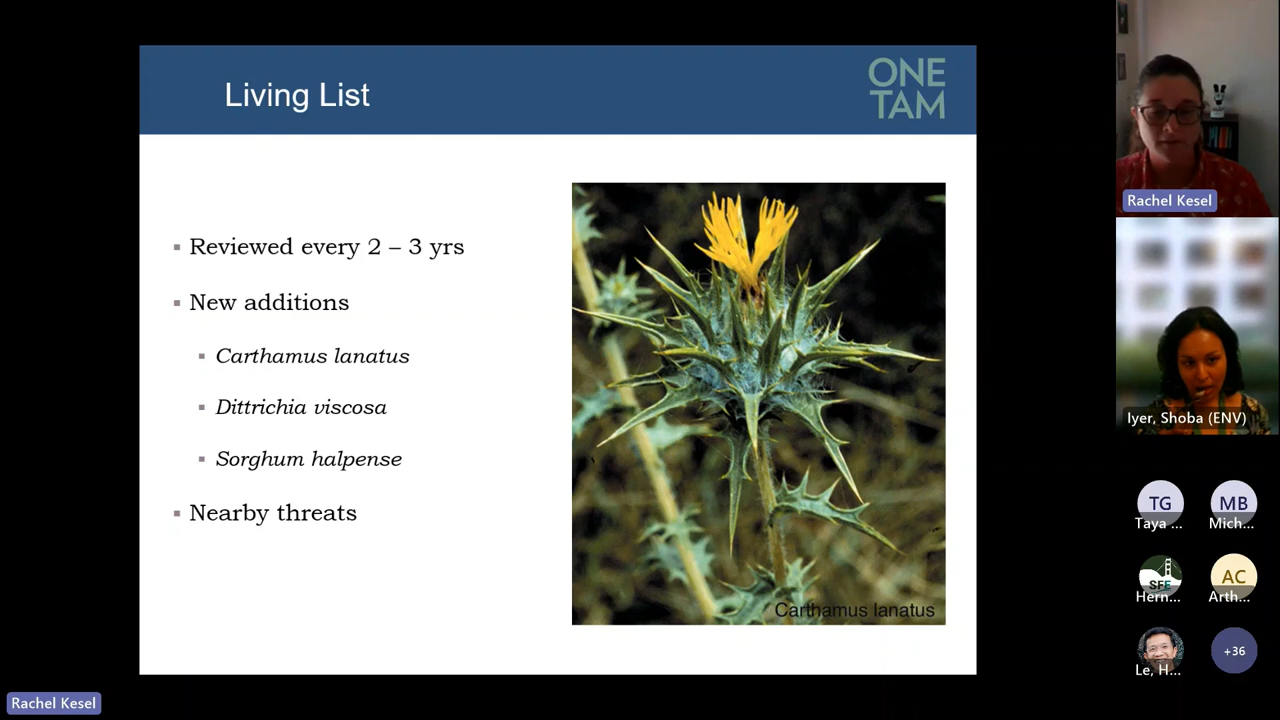 Living List
ONE
TAM
Reviewed every 2 – 3 yrs
New additions
Carthamus lanatus
Dittrichia viscosa
Sorghum halpense
Nearby threats
Carthamus lanatus
Rachel Kesel
Iyer, Shoba (ENV)
TG
MB
Taya ...
Mich...
SFE
AC
Hern...
Arth...
+36
Le, H...
Rachel Kesel